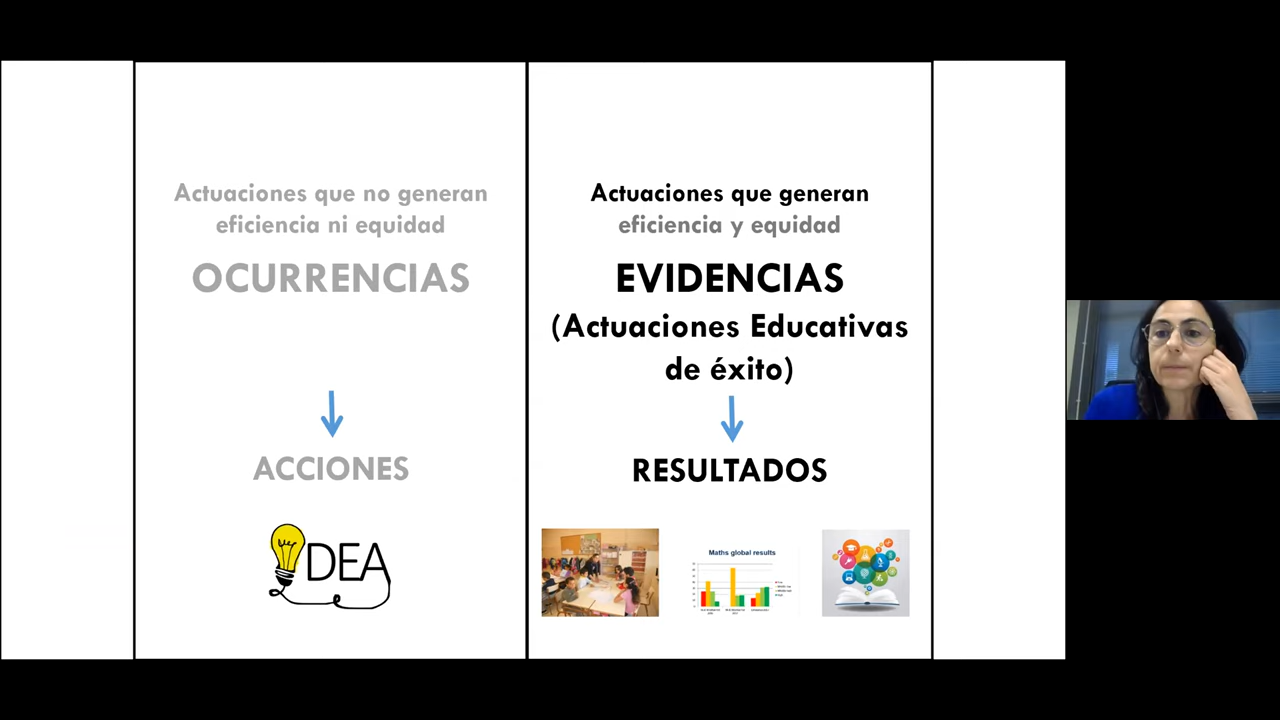 Actuaciones que no generan
eficiencia ni equidad
OCURRENCIAS
ACCIONES
DEA
Actuaciones que generan
eficiencia y equidad
EVIDENCIAS
(Actuaciones Educativas
de éxito)
RESULTADOS
Maths global results